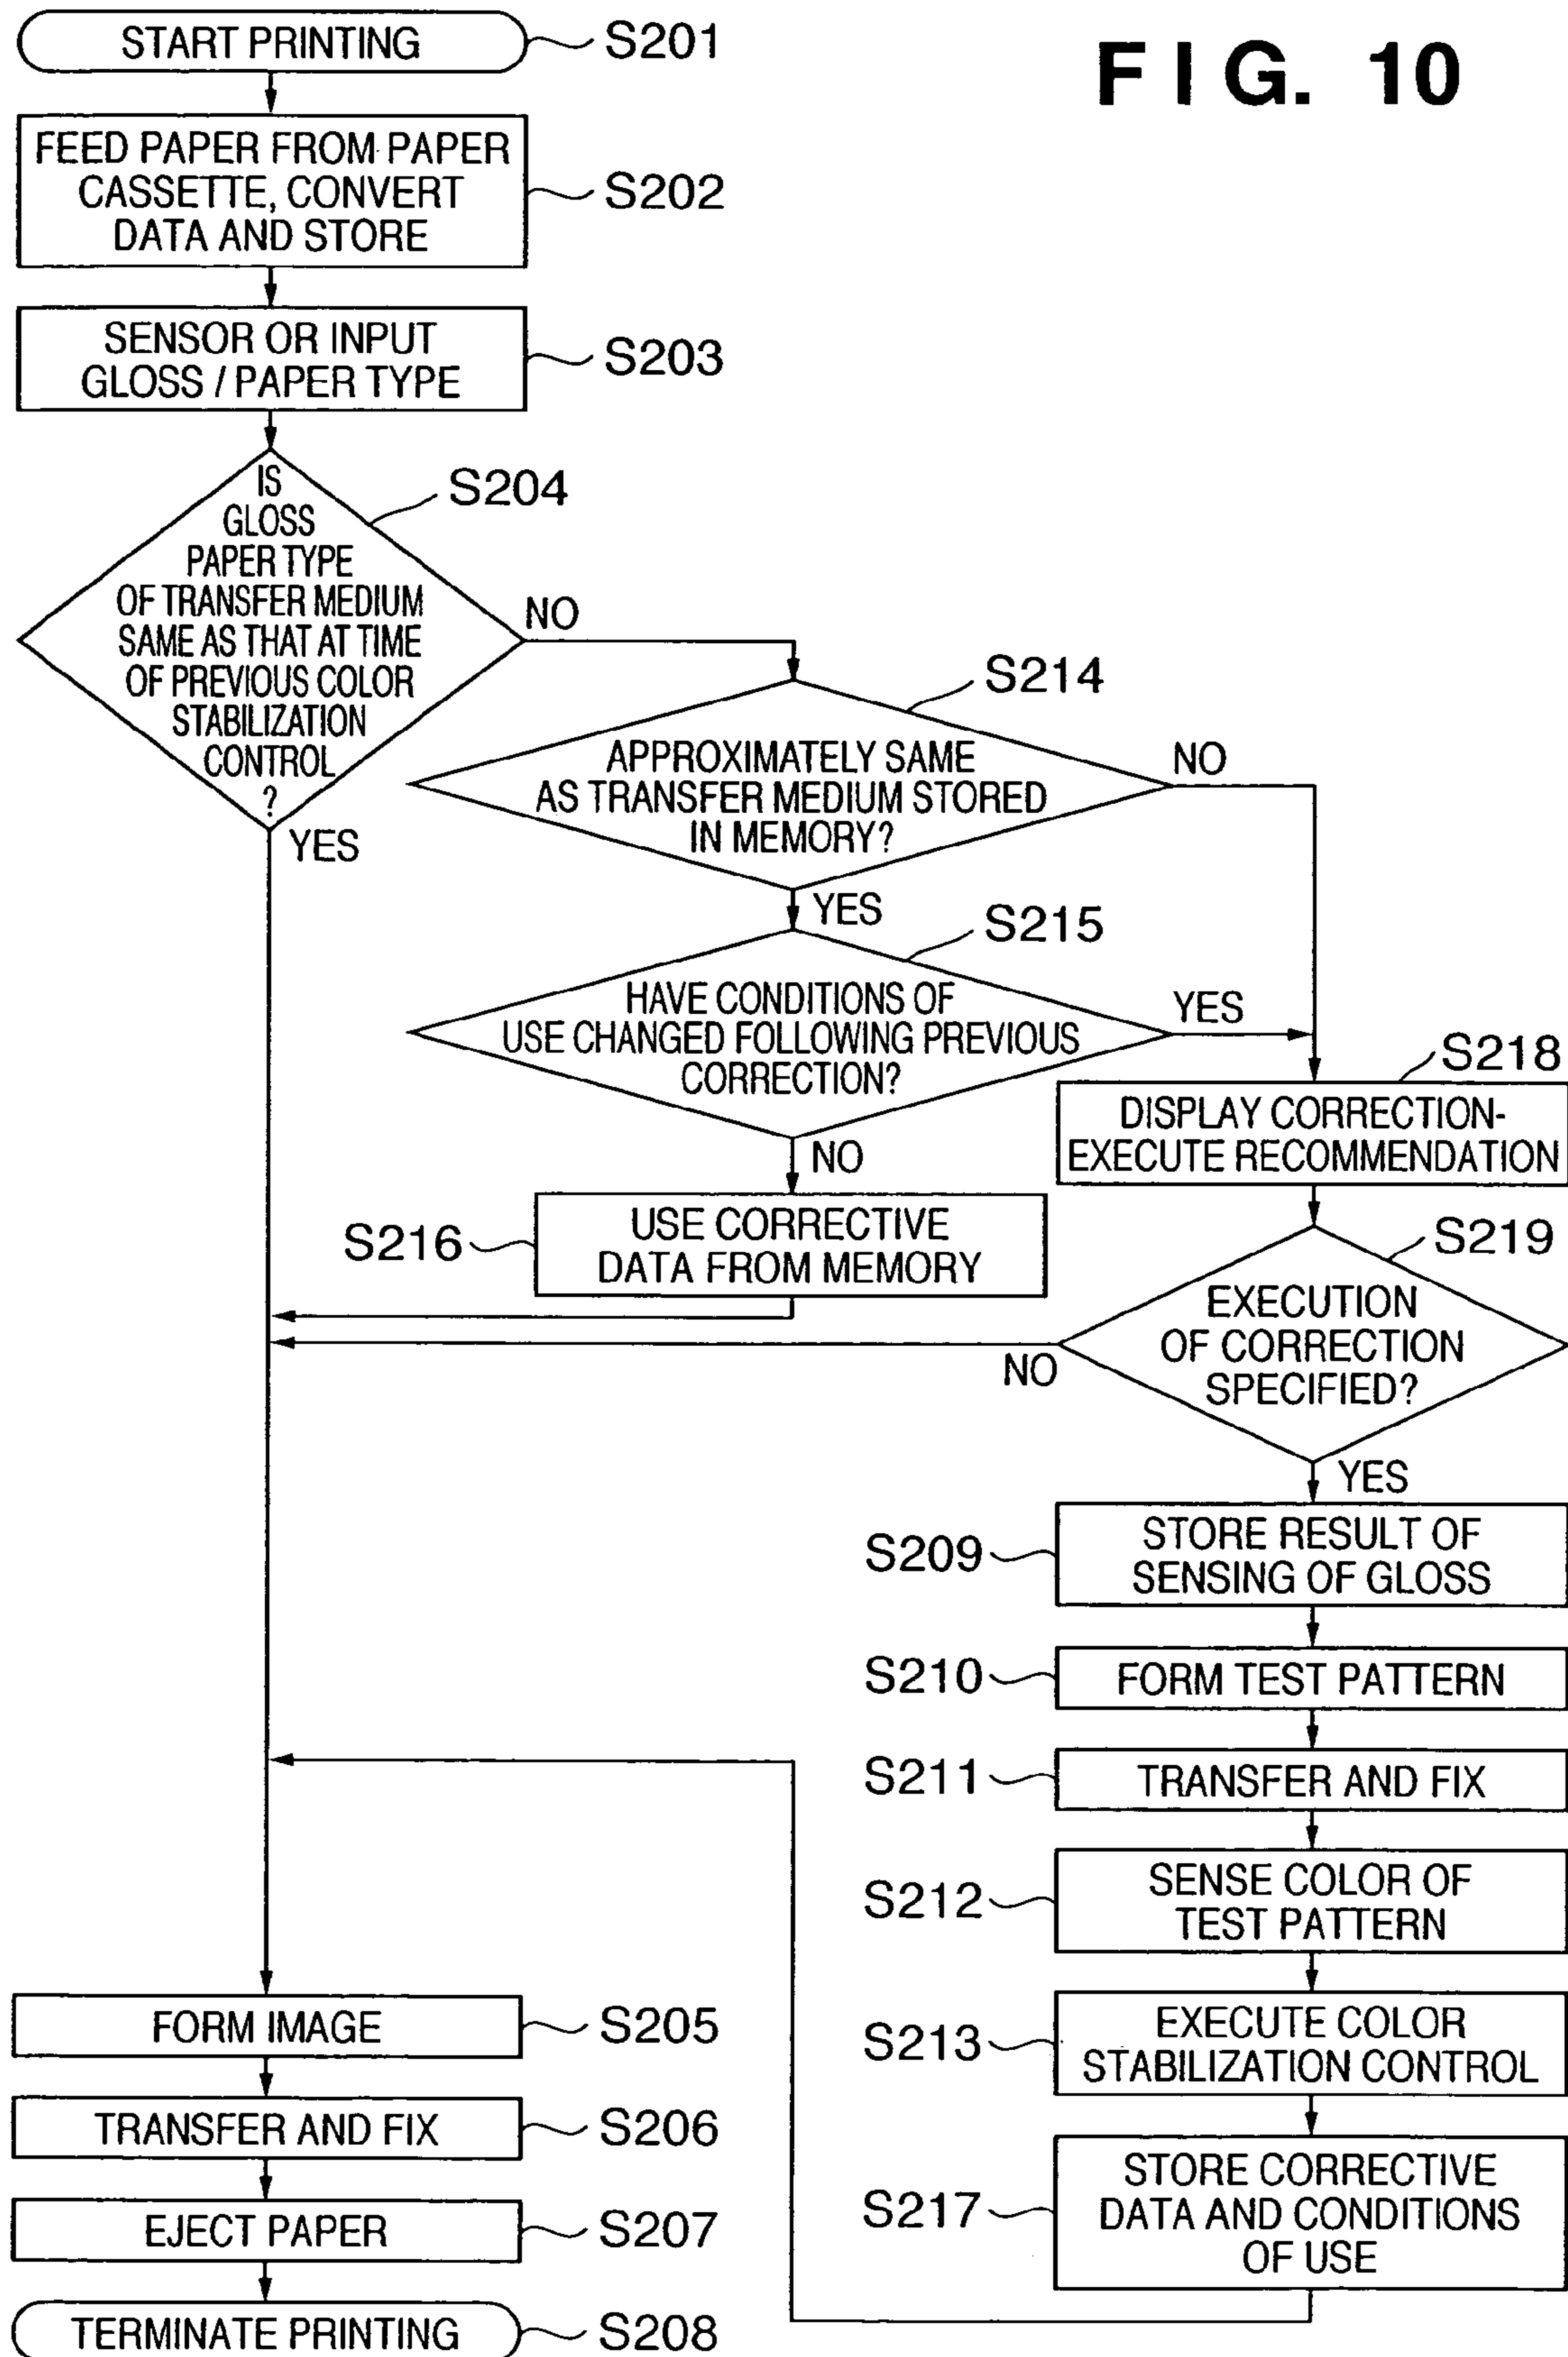 FIG. 10
START PRINTING
S201
FEED PAPER FROM PAPER
CASSETTE, CONVERT
DATA AND STORE
S202
SENSOR OR INPUT
GLOSS / PAPER TYPE
S203
IS
GLOSS
PAPER TYPE
OF TRANSFER MEDIUM
SAME AS THAT AT TIME
OF PREVIOUS COLOR
STABILIZATION
CONTROL
?
S204
NO
YES
S214
APPROXIMATELY SAME
AS TRANSFER MEDIUM STORED
IN MEMORY?
NO
YES
S215
HAVE CONDITIONS OF
USE CHANGED FOLLOWING PREVIOUS
CORRECTION?
YES
NO
S216
USE CORRECTIVE
DATA FROM MEMORY
S218
DISPLAY CORRECTION-
EXECUTE RECOMMENDATION
S219
EXECUTION
OF CORRECTION
SPECIFIED?
NO
YES
S209
STORE RESULT OF
SENSING OF GLOSS
S210
FORM TEST PATTERN
S211
TRANSFER AND FIX
S212
SENSE COLOR OF
TEST PATTERN
S213
EXECUTE COLOR
STABILIZATION CONTROL
S217
STORE CORRECTIVE
DATA AND CONDITIONS
OF USE
FORM IMAGE
S205
TRANSFER AND FIX
S206
EJECT PAPER
S207
TERMINATE PRINTING
S208